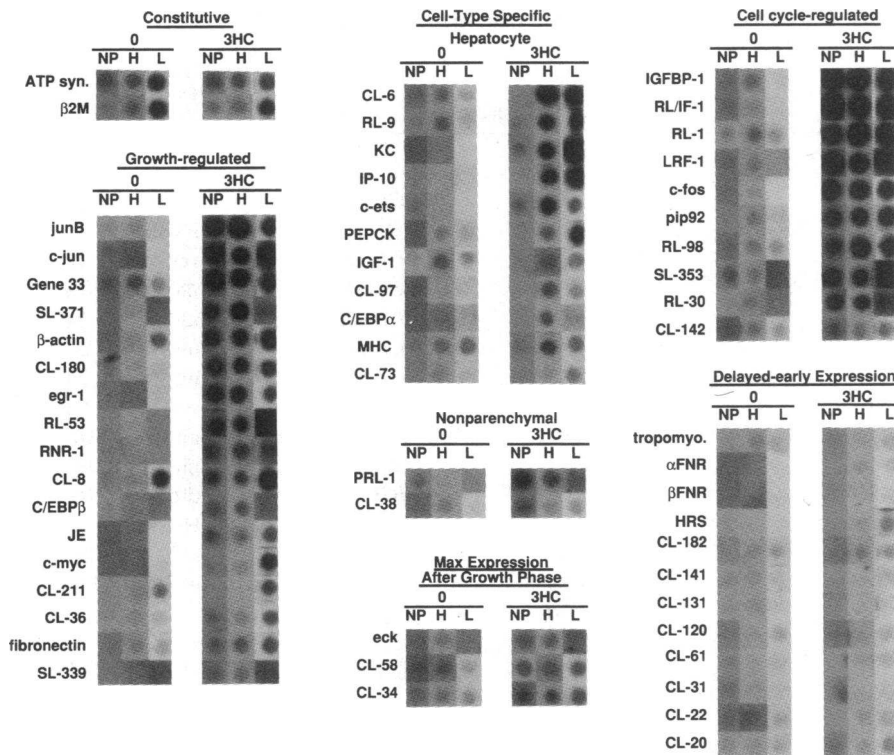 Constitutive
0 3HC
NP H L NP H L
ATP syn.
β2M
Growth-regulated
0 3HC
NP H L NP H L
junB
c-jun
Gene 33
SL-371
β-actin
CL-180
egr-1
RL-53
RNR-1
CL-8
C/EBPβ
JE
c-myc
CL-211
CL-36
fibronectin
SL-339
Cell-Type Specific
Hepatocyte
0 3HC
NP H L NP H L
CL-6
RL-9
KC
IP-10
c-ets
PEPCK
IGF-1
CL-97
C/EBPα
MHC
CL-73
Nonparenchymal
0 3HC
NP H L NP H L
PRL-1
CL-38
Max Expression
After Growth Phase
0 3HC
NP H L NP H L
eck
CL-58
CL-34
Cell cycle-regulated
0 3HC
NP H L NP H L
IGFBP-1
RL/IF-1
RL-1
LRF-1
c-fos
pip92
RL-98
SL-353
RL-30
CL-142
Delayed-early Expression
0 3HC
NP H L NP H L
tropomyo.
αFNR
βFNR
HRS
CL-182
CL-141
CL-131
CL-120
CL-61
CL-31
CL-22
CL-20